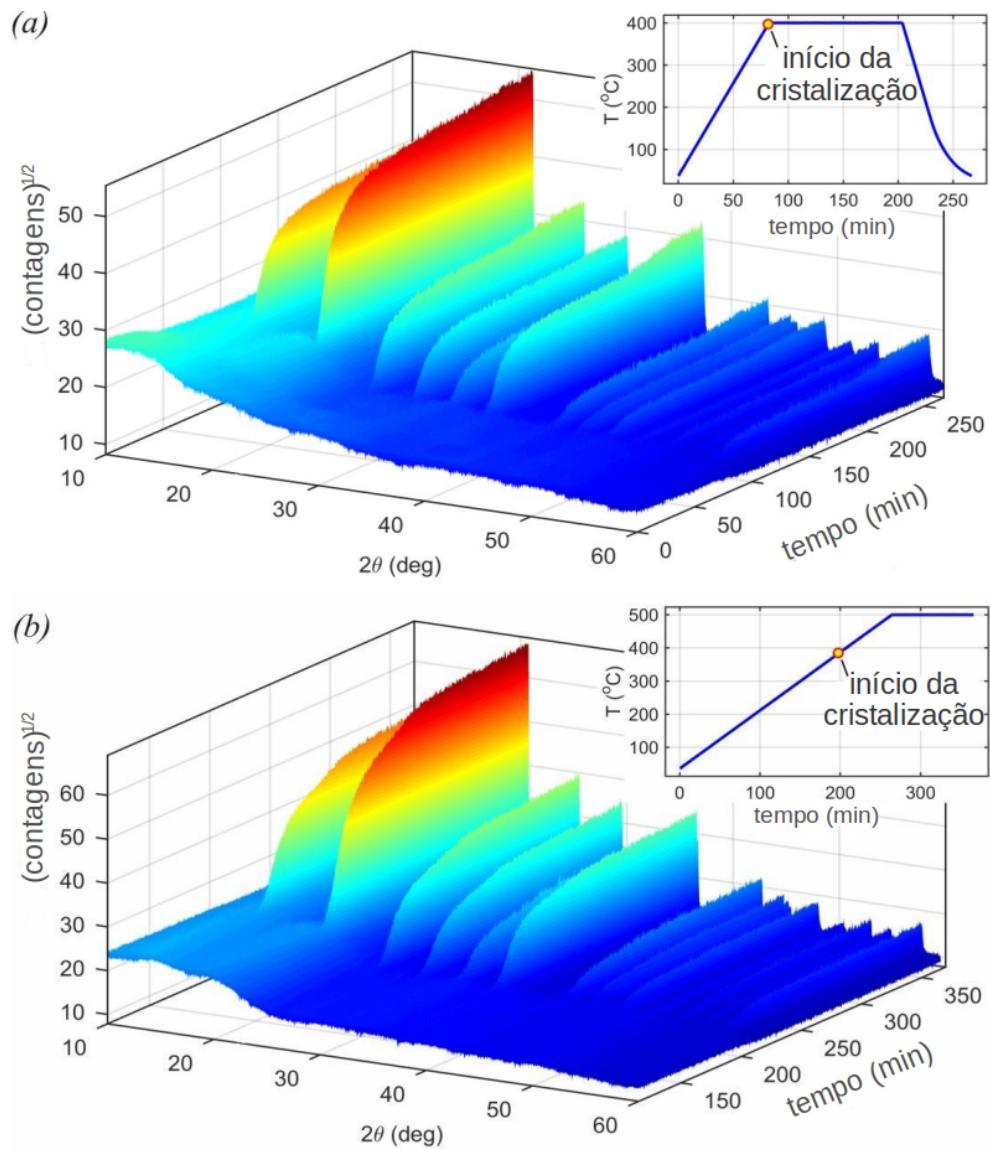 (a)
400
300
200
100
T (°C)
início da
cristalização
0 50 100 150 200 250
tempo (min)
(contagens)1/2
50
40
30
20
10
10 20 30 40 50 60
2θ (deg)
0 50 100 150 200 250
tempo (min)
(b)
500
400
300
200
100
T (°C)
início da
cristalização
0 100 200 300
tempo (min)
(contagens)1/2
60
50
40
30
20
10
10 20 30 40 50 60
2θ (deg)
150 200 250 300 350
tempo (min)